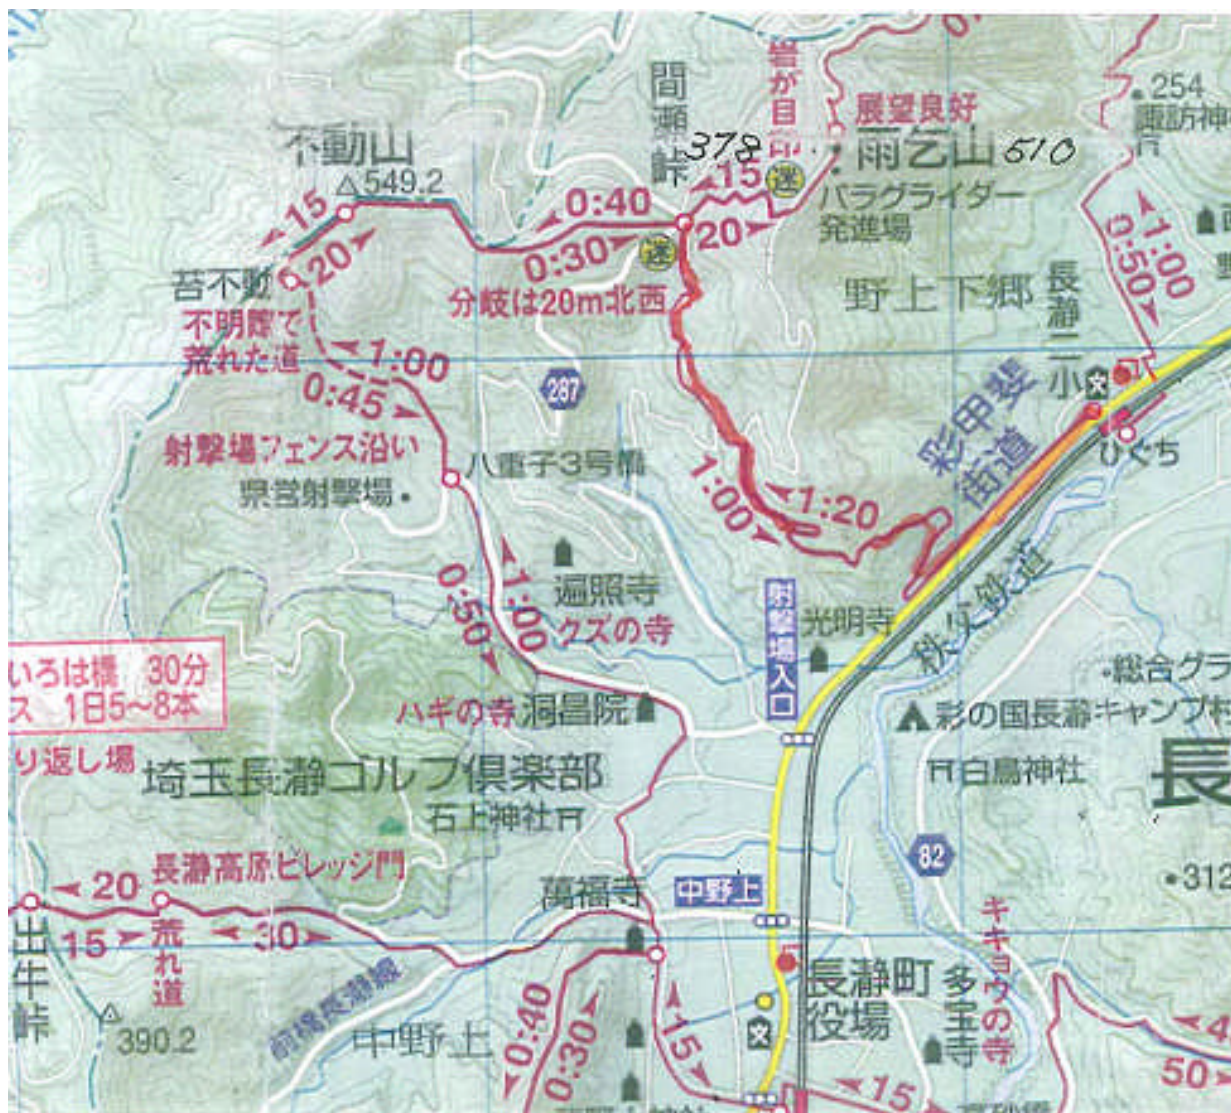 254
諏訪神
岩が目印
展望良好
間瀬峠
378
15
雨乞山
510
不動山
549.2
パラグライダー
発進場
0:40
20
15
20
0:30
1:00
0:50
苔不動
分岐は20m北西
野上下郷
長瀞二小
不明瞭で
荒れた道
1:00
0:45
287
彩甲斐
街道
ひぐち
射撃場フェンス沿い
八重子3号橋
県営射撃場
1:00
1:20
遍照寺
クズの寺
1:00
0:50
射撃場入口
光明寺
秩父鉄道
いろは橋 30分
ス 1日5〜8本
総合グラ
ハギの寺
洞昌院
彩の国長瀞キャンプ
り返し場
埼玉長瀞ゴルフ倶楽部
白鳥神社
長
石上神社
82
長瀞高原ビレッジ門
萬福寺
中野上
312
20
15
荒れ道
30
出牛峠
キキョウの寺
前橋長瀞線
長瀞町
役場
多宝寺
390.2
中野上
0:40
0:30
15
15
50